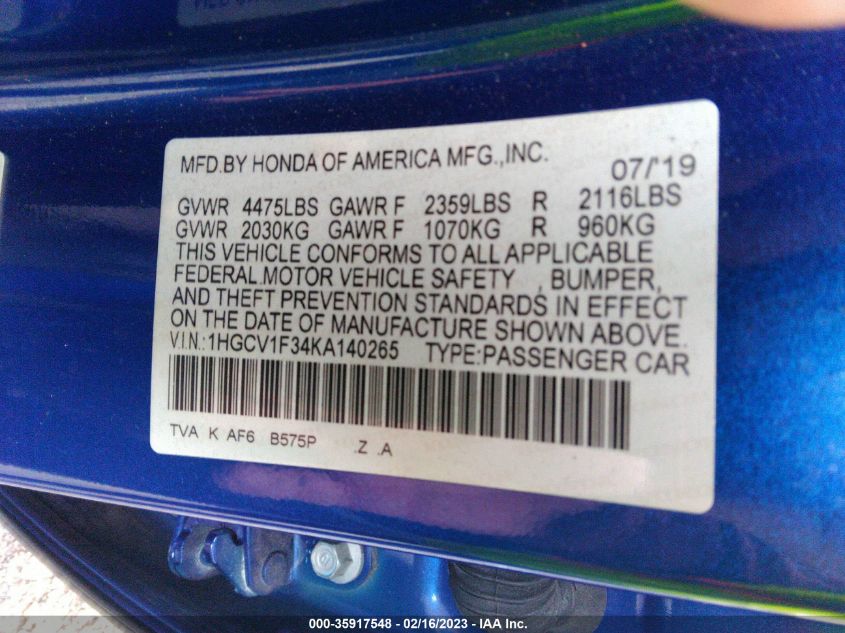 MFD.BY HONDA OF AMERICA MFG.,INC. 07/'19
GVWR 4475LBS GAWR F 2359LBS R 2116LBS
GVWR 2030KG GAWR F 1070KG R 960KG
THIS VEHICLE CONFORMS TO ALL APPLICABLE
FEDERAL MOTOR VEHICLE SAFETY , BUMPER,
AND THEFT PREVENTION STANDARDS IN EFFECT
ON THE DATE OF MANUFACTURE SHOWN ABOVE.
V.I.N.:1HGCV1F34KA140265 TYPE:PASSENGER CAR
TVA K AF6 B575P .Z .A
000-35917548 - 02/16/2023 - © IAA Inc.